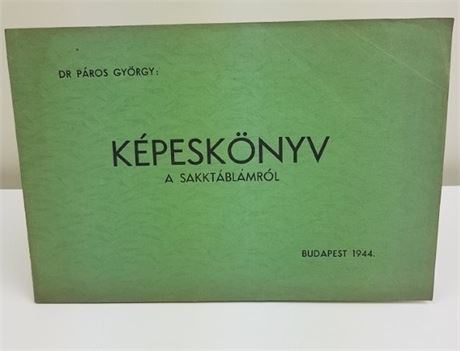 DR PÁROS GYÖRGY:
KÉPESKÖNYV
A SAKKTÁBLÁMRÓL
BUDAPEST 1944.